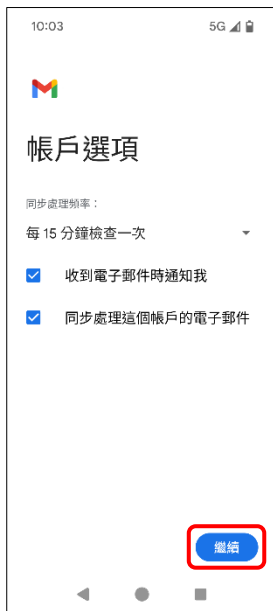 10:03 5G
帳戶選項
同步處理頻率：
每 15 分鐘檢查一次
收到電子郵件時通知我
同步處理這個帳戶的電子郵件
繼續